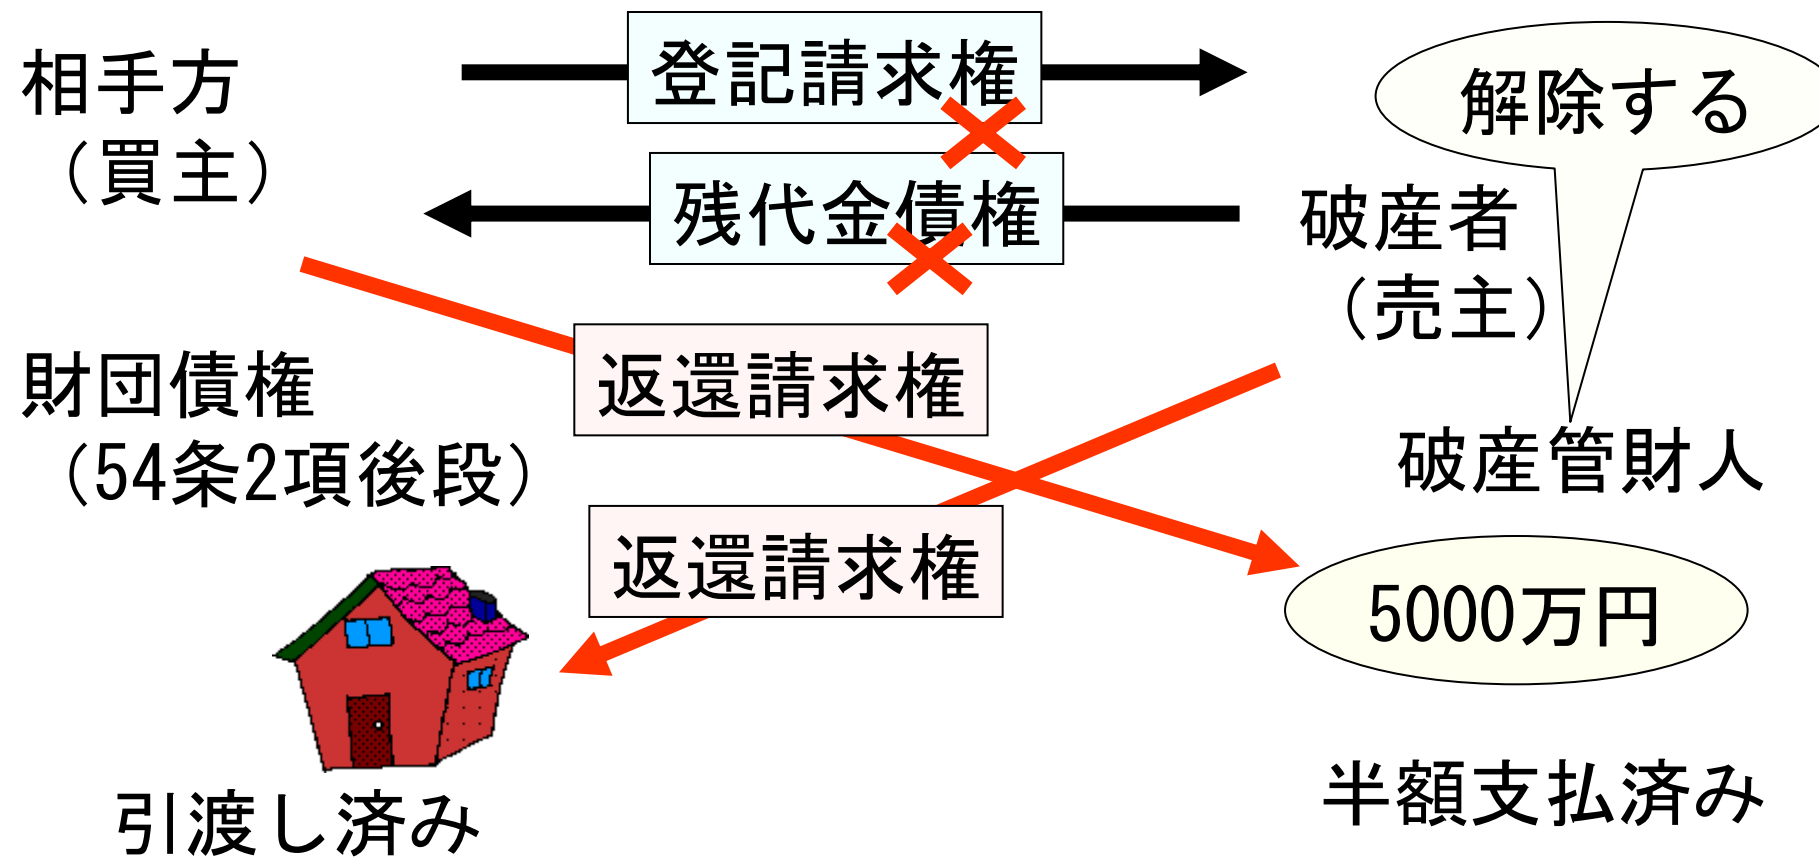 登記請求権
相手方
（買主）
解除する
残代金債権
破産者
（売主）
返還請求権
財団債権
（54条2項後段）
破産管財人
返還請求権
5000万円
引渡し済み
半額支払済み